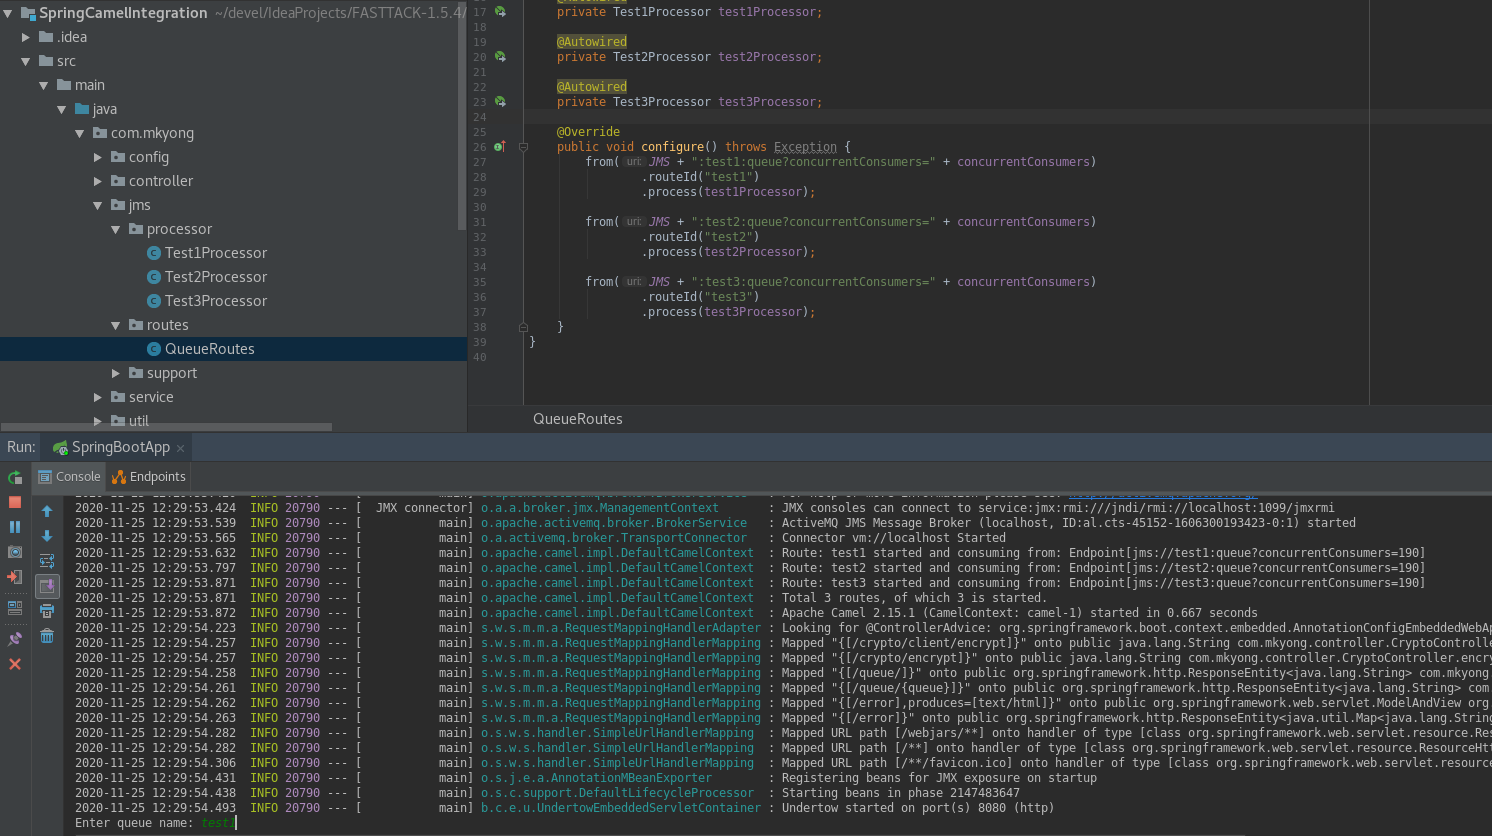 SpringCamelIntegration ~/devel/IdeaProjects/FASTTACK-1.5.4/
.idea
src
main
java
com.mkyong
config
controller
jms
processor
Test1Processor
Test2Processor
Test3Processor
routes
QueueRoutes
support
service
util
17 private Test1Processor test1Processor;
18
19 @Autowired
20 private Test2Processor test2Processor;
21
22 @Autowired
23 private Test3Processor test3Processor;
24
25 @Override
26 public void configure() throws Exception {
27 from( uri: JMS + ":test1:queue?concurrentConsumers=" + concurrentConsumers)
28 .routeId("test1")
29 .process(test1Processor);
30
31 from( uri: JMS + ":test2:queue?concurrentConsumers=" + concurrentConsumers)
32 .routeId("test2")
33 .process(test2Processor);
34
35 from( uri: JMS + ":test3:queue?concurrentConsumers=" + concurrentConsumers)
36 .routeId("test3")
37 .process(test3Processor);
38 }
39 }
40
QueueRoutes
Run: SpringBootApp
Console Endpoints
2020-11-25 12:29:53.424 INFO 20790 --- [ JMX connector] o.a.a.broker.jmx.ManagementContext : JMX consoles can connect to service:jmx:rmi:///jndi/rmi://localhost:1099/jmxrmi
2020-11-25 12:29:53.539 INFO 20790 --- [ main] o.apache.activemq.broker.BrokerService : ActiveMQ JMS Message Broker (localhost, ID:al.cts-45152-1606300193423-0:1) started
2020-11-25 12:29:53.565 INFO 20790 --- [ main] o.a.activemq.broker.TransportConnector : Connector vm://localhost Started
2020-11-25 12:29:53.632 INFO 20790 --- [ main] o.apache.camel.impl.DefaultCamelContext : Route: test1 started and consuming from: Endpoint[jms://test1:queue?concurrentConsumers=190]
2020-11-25 12:29:53.797 INFO 20790 --- [ main] o.apache.camel.impl.DefaultCamelContext : Route: test2 started and consuming from: Endpoint[jms://test2:queue?concurrentConsumers=190]
2020-11-25 12:29:53.871 INFO 20790 --- [ main] o.apache.camel.impl.DefaultCamelContext : Route: test3 started and consuming from: Endpoint[jms://test3:queue?concurrentConsumers=190]
2020-11-25 12:29:53.871 INFO 20790 --- [ main] o.apache.camel.impl.DefaultCamelContext : Total 3 routes, of which 3 is started.
2020-11-25 12:29:53.872 INFO 20790 --- [ main] o.apache.camel.impl.DefaultCamelContext : Apache Camel 2.15.1 (CamelContext: camel-1) started in 0.667 seconds
2020-11-25 12:29:54.223 INFO 20790 --- [ main] s.w.s.m.m.a.RequestMappingHandlerAdapter : Looking for @ControllerAdvice: org.springframework.boot.context.embedded.AnnotationConfigEmbeddedWebAp
2020-11-25 12:29:54.257 INFO 20790 --- [ main] s.w.s.m.m.a.RequestMappingHandlerMapping : Mapped "{[/crypto/client/encrypt]}" onto public java.lang.String com.mkyong.controller.CryptoControlle
2020-11-25 12:29:54.257 INFO 20790 --- [ main] s.w.s.m.m.a.RequestMappingHandlerMapping : Mapped "{[/crypto/encrypt]}" onto public java.lang.String com.mkyong.controller.CryptoController.encry
2020-11-25 12:29:54.258 INFO 20790 --- [ main] s.w.s.m.m.a.RequestMappingHandlerMapping : Mapped "{[/queue/]}" onto public org.springframework.http.ResponseEntity<java.lang.String> com.mkyong.
2020-11-25 12:29:54.261 INFO 20790 --- [ main] s.w.s.m.m.a.RequestMappingHandlerMapping : Mapped "{[/queue/{queue}]}" onto public org.springframework.http.ResponseEntity<java.lang.String> com.
2020-11-25 12:29:54.262 INFO 20790 --- [ main] s.w.s.m.m.a.RequestMappingHandlerMapping : Mapped "{[/error],produces=[text/html]}" onto public org.springframework.web.servlet.ModelAndView org.
2020-11-25 12:29:54.263 INFO 20790 --- [ main] s.w.s.m.m.a.RequestMappingHandlerMapping : Mapped "{[/error]}" onto public org.springframework.http.ResponseEntity<java.util.Map<java.lang.String
2020-11-25 12:29:54.282 INFO 20790 --- [ main] o.s.w.s.handler.SimpleUrlHandlerMapping : Mapped URL path [/webjars/**] onto handler of type [class org.springframework.web.servlet.resource.Res
2020-11-25 12:29:54.282 INFO 20790 --- [ main] o.s.w.s.handler.SimpleUrlHandlerMapping : Mapped URL path [/**] onto handler of type [class org.springframework.web.servlet.resource.ResourceHtt
2020-11-25 12:29:54.306 INFO 20790 --- [ main] o.s.w.s.handler.SimpleUrlHandlerMapping : Mapped URL path [/**/favicon.ico] onto handler of type [class org.springframework.web.servlet.resource
2020-11-25 12:29:54.431 INFO 20790 --- [ main] o.s.j.e.a.AnnotationMBeanExporter : Registering beans for JMX exposure on startup
2020-11-25 12:29:54.438 INFO 20790 --- [ main] o.s.c.support.DefaultLifecycleProcessor : Starting beans in phase 2147483647
2020-11-25 12:29:54.493 INFO 20790 --- [ main] b.c.e.u.UndertowEmbeddedServletContainer : Undertow started on port(s) 8080 (http)
Enter queue name: test1